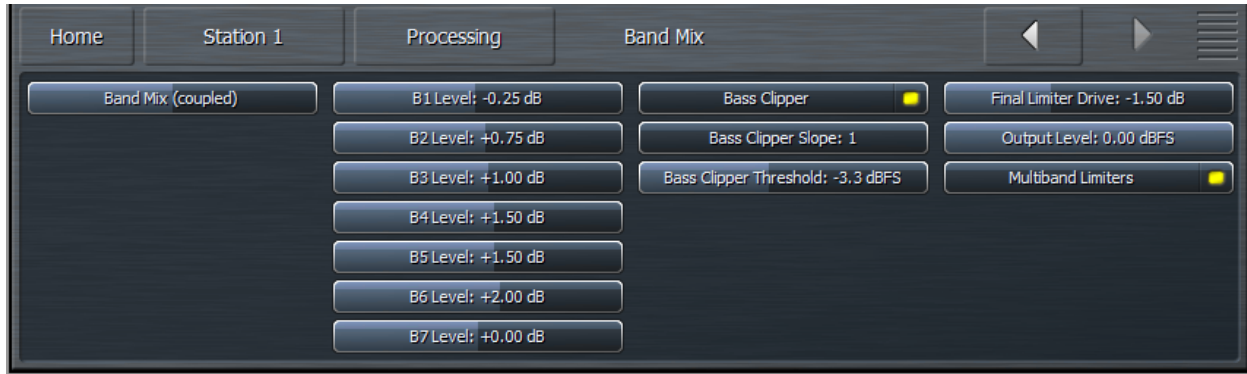 Home
Station 1
Processing
Band Mix
Band Mix (coupled)
B1 Level: -0.25 dB
B2 Level: +0.75 dB
B3 Level: +1.00 dB
B4 Level: +1.50 dB
B5 Level: +1.50 dB
B6 Level: +2.00 dB
B7 Level: +0.00 dB
Bass Clipper
Bass Clipper Slope: 1
Bass Clipper Threshold: -3.3 dBFS
Final Limiter Drive: -1.50 dB
Output Level: 0.00 dBFS
Multiband Limiters